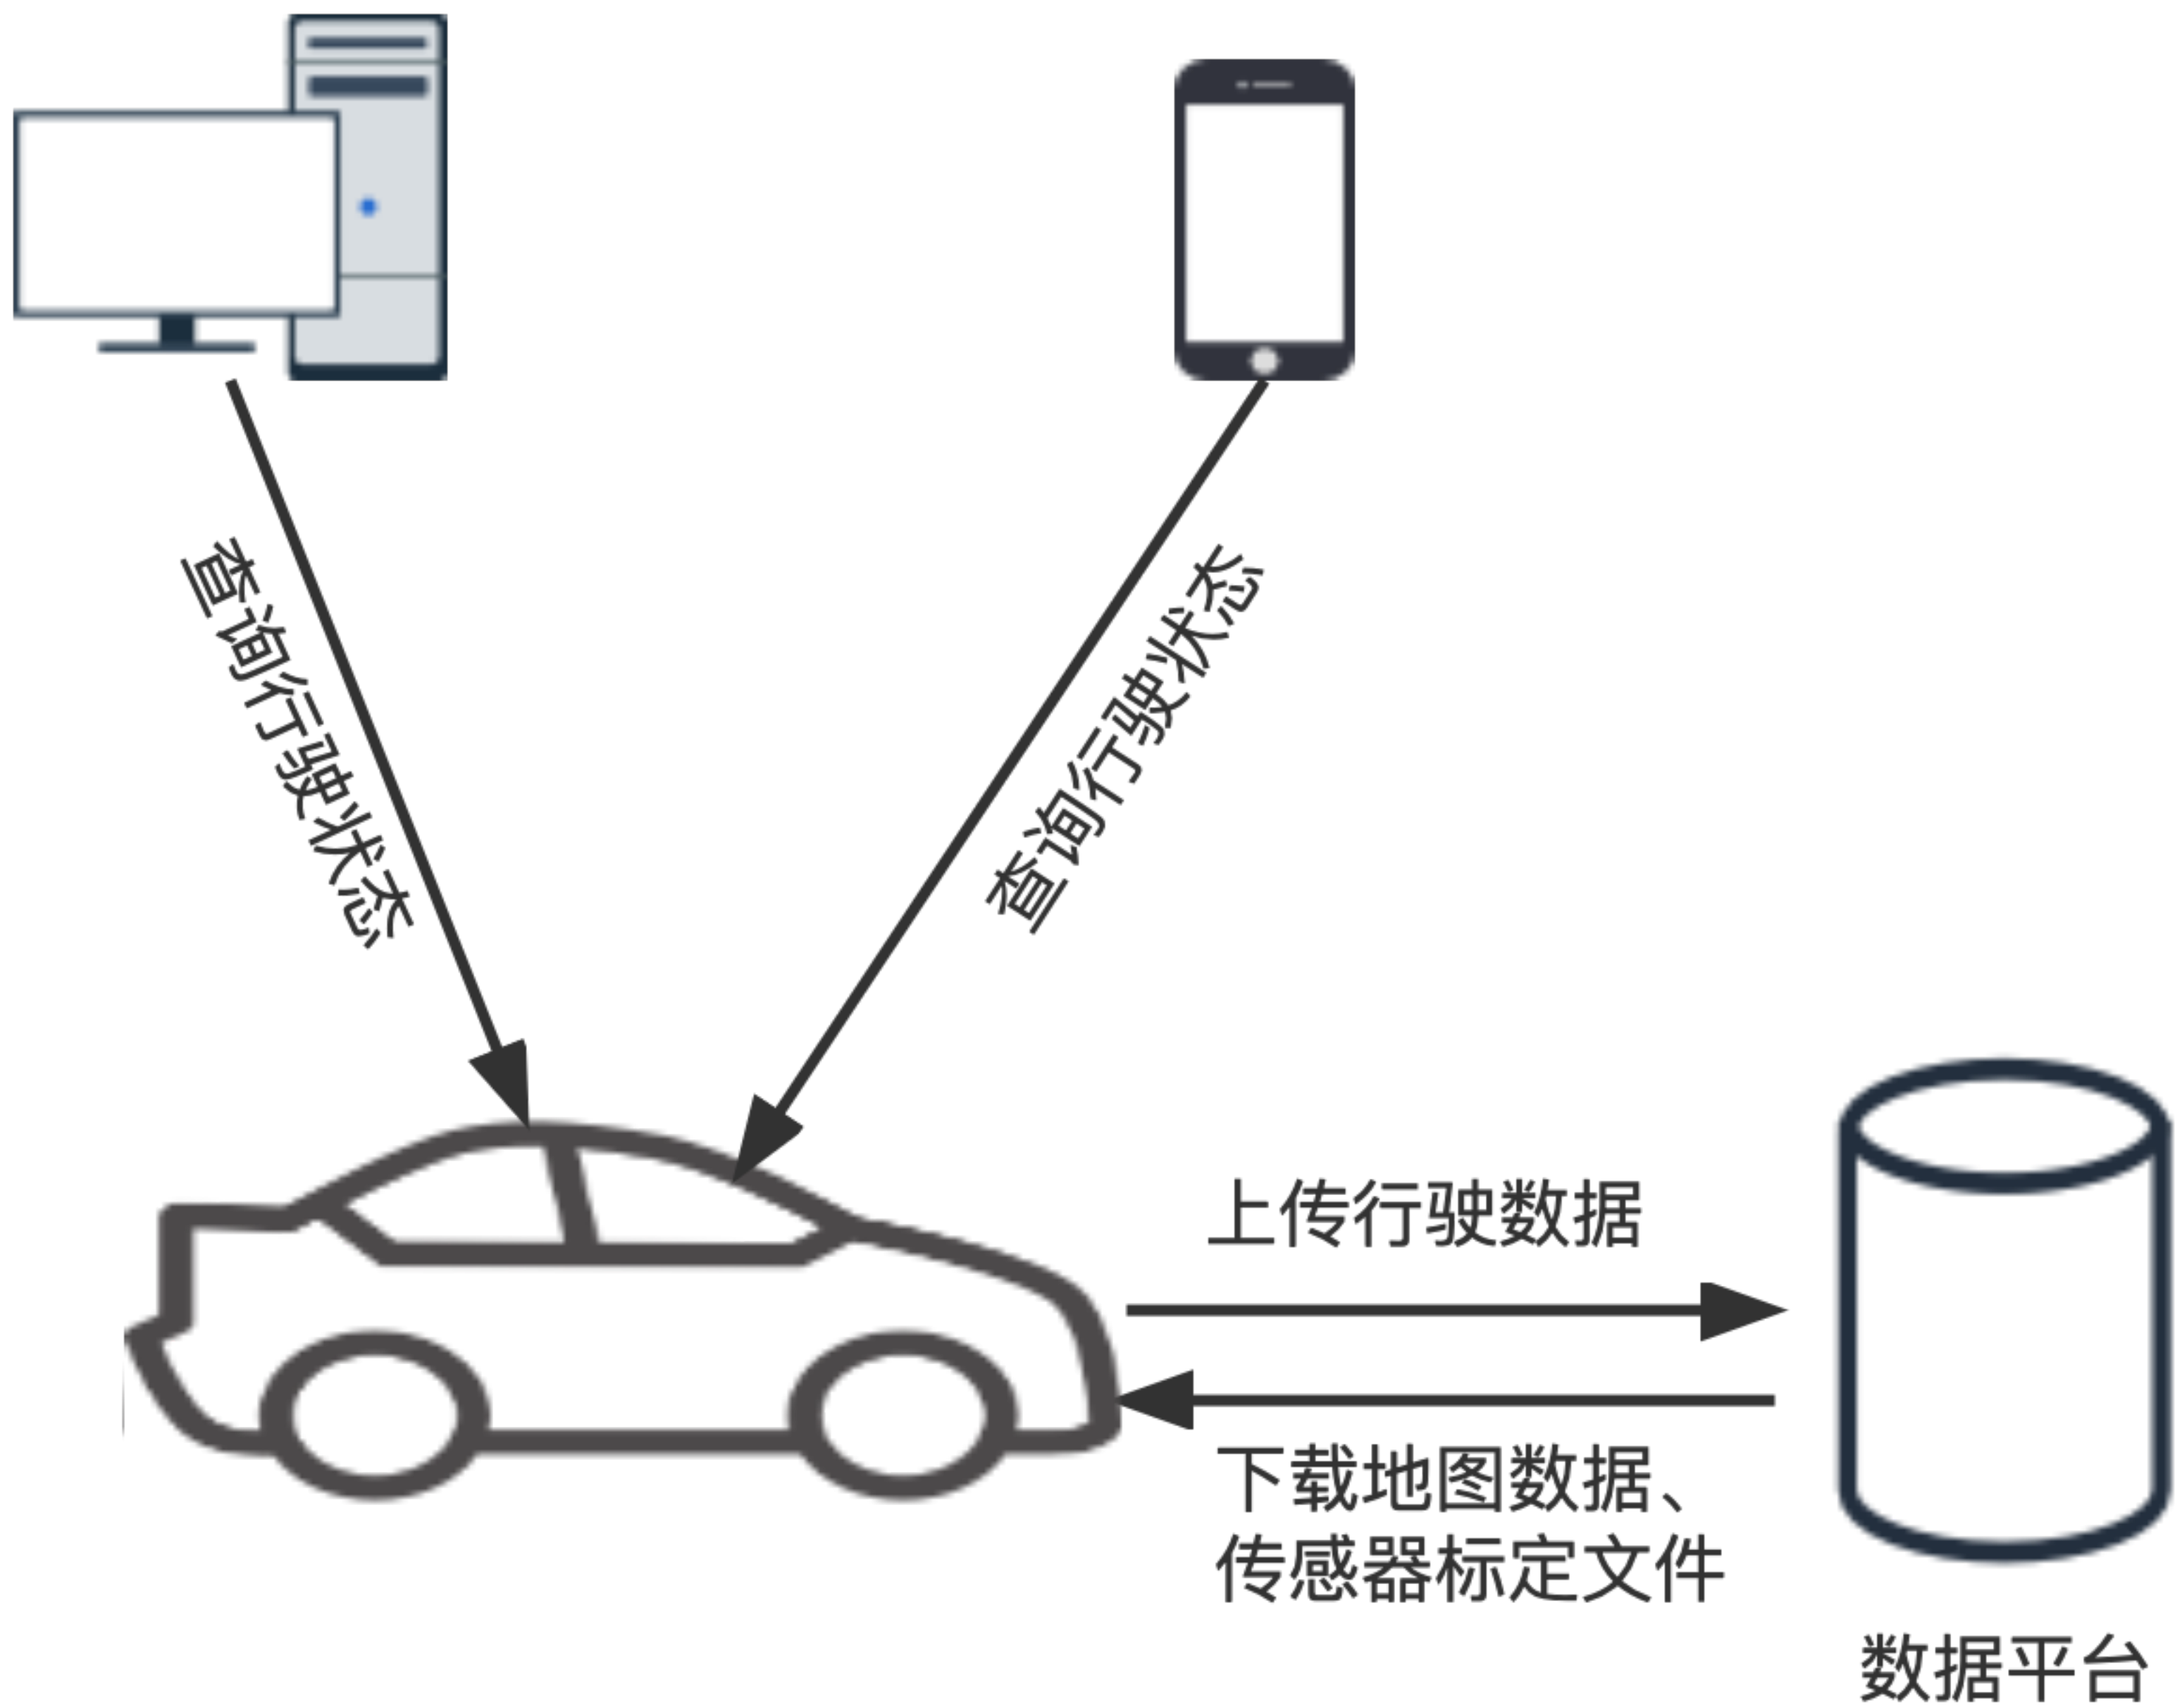 查询行驶状态
查询行驶状态
上传行驶数据
下载地图数据、
传感器标定文件
数据平台